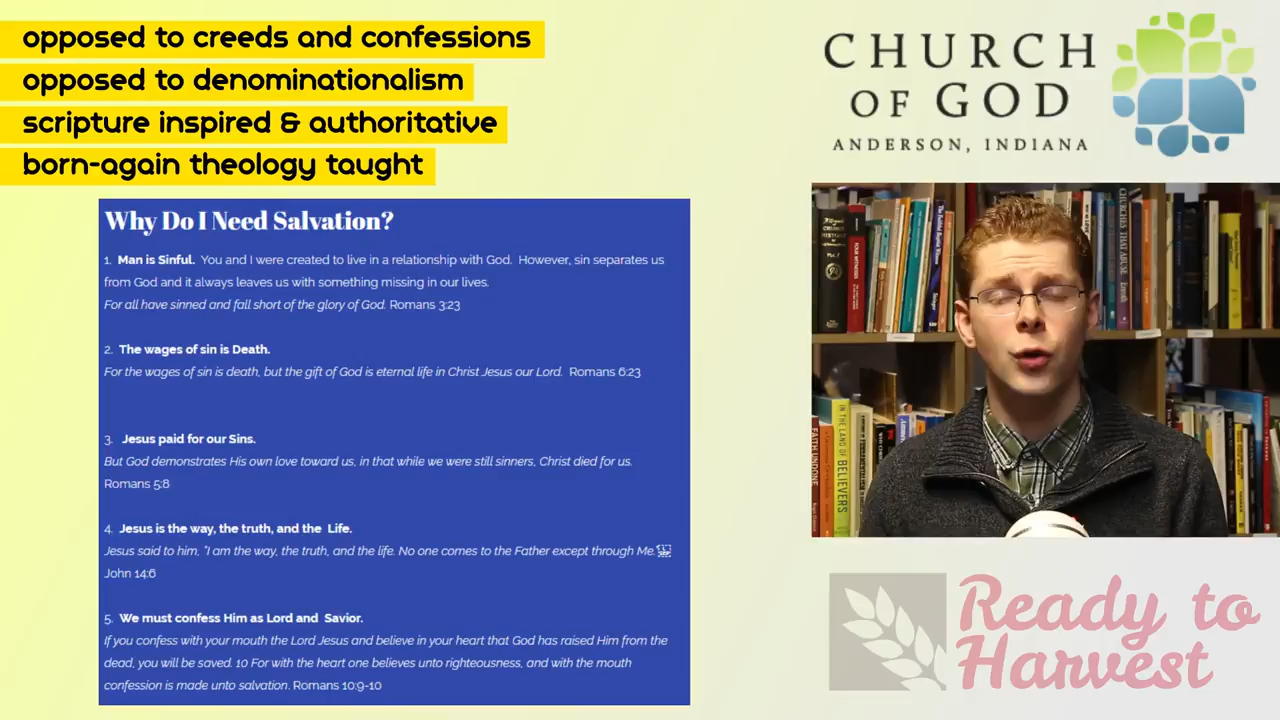 opposed to creeds and confessions
opposed to denominationalism
scripture inspired & authoritative
born-again theology taught
CHURCH
OF GOD
ANDERSON, INDIANA
Why Do I Need Salvation?
1. Man is Sinful. You and I were created to live in a relationship with God. However, sin separates us
from God and it always leaves us with something missing in our lives.
For all have sinned and fall short of the glory of God. Romans 3:23
2. The wages of sin is Death.
For the wages of sin is death, but the gift of God is eternal life in Christ Jesus our Lord. Romans 6:23
3. Jesus paid for our Sins.
But God demonstrates His own love toward us, in that while we were still sinners, Christ died for us.
Romans 5:8
4. Jesus is the way, the truth, and the Life.
Jesus said to him, "I am the way, the truth, and the life. No one comes to the Father except through Me.
John 14:6
5. We must confess Him as Lord and Savior.
If you confess with your mouth the Lord Jesus and believe in your heart that God has raised Him from the
dead, you will be saved. 10 For with the heart one believes unto righteousness, and with the mouth
confession is made unto salvation. Romans 10:9-10
CHURCHES THAT ABUSE
FAITH UNDONE
IN THE LAND OF BELIEVERS
Ready to
Harvest